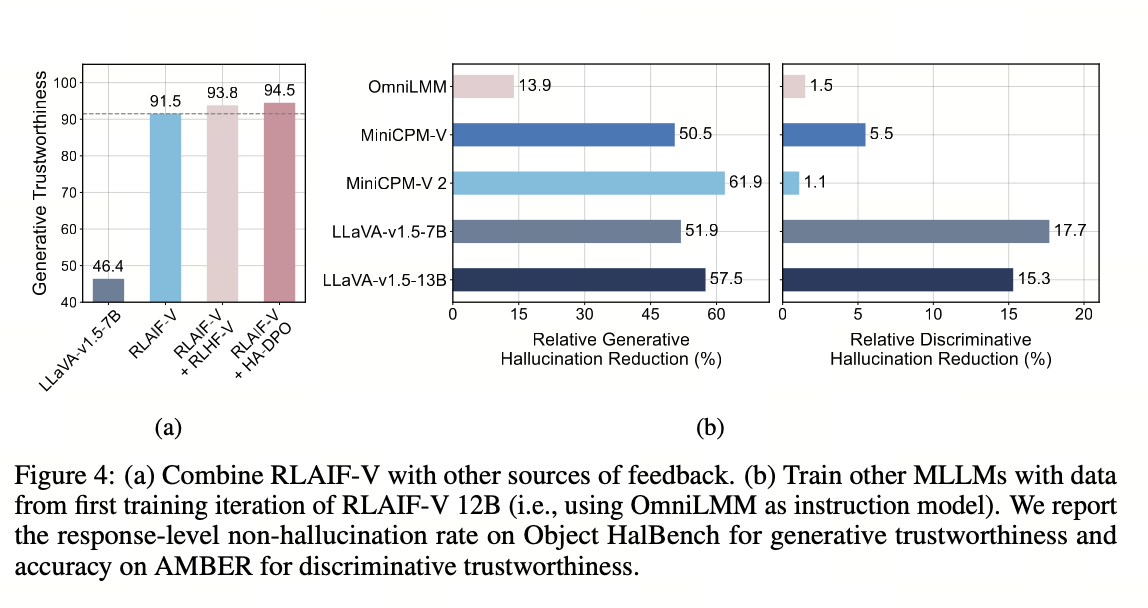 Generative Trustworthiness
100
90
80
70
60
50
40
46.4
91.5
93.8
94.5
LLaVA-v1.5-7B
RLAIF-V
RLAIF-V
+ RLHF-V
RLAIF-V
+ HA-DPO
(a)
OmniLMM
MiniCPM-V
MiniCPM-V 2
LLaVA-v1.5-7B
LLaVA-v1.5-13B
13.9
50.5
61.9
51.9
57.5
0 15 30 45 60
Relative Generative
Hallucination Reduction (%)
1.5
5.5
1.1
17.7
15.3
0 5 10 15 20
Relative Discriminative
Hallucination Reduction (%)
(b)
Figure 4: (a) Combine RLAIF-V with other sources of feedback. (b) Train other MLLMs with data
from first training iteration of RLAIF-V 12B (i.e., using OmniLMM as instruction model). We report
the response-level non-hallucination rate on Object HalBench for generative trustworthiness and
accuracy on AMBER for discriminative trustworthiness.